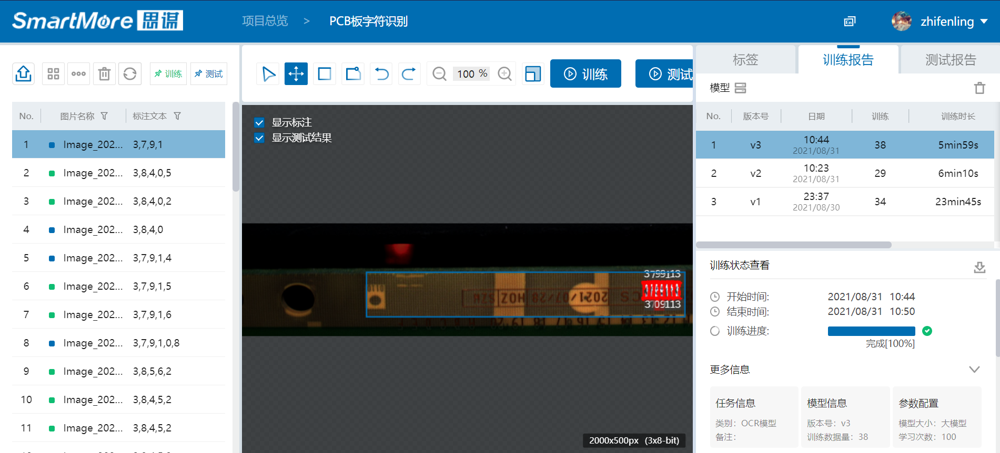 SmartMore 思谋
项目总览 > PCB板字符识别
En
zhifenling
训练 测试
100 %
训练 测试
标签 训练报告 测试报告
模型
No. 图片名称 标注文本
1 Image_202... 3,7,9,1
2 Image_202... 3,8,4,0,5
3 Image_202... 3,8,4,0,2
4 Image_202... 3,8,4,0
5 Image_202... 3,7,9,1,4
6 Image_202... 3,7,9,1,5
7 Image_202... 3,7,9,1,6
8 Image_202... 3,7,9,1,0,8
9 Image_202... 3,8,5,6,2
10 Image_202... 3,8,4,5,2
11 Image_202... 3,8,4,5,2
显示标注
显示测试结果
3799113
3709113
2021/07/28 HOZ
2000x500px (3x8-bit)
No. 版本号 日期 训练 训练时长
1 v3 10:44 2021/08/31 38 5min59s
2 v2 10:23 2021/08/31 29 6min10s
3 v1 23:37 2021/08/30 34 23min45s
训练状态查看
开始时间: 2021/08/31 10:44
结束时间: 2021/08/31 10:50
训练进度:
完成[100%]
更多信息
任务信息
类别: OCR模型
备注:
模型信息
版本号: v3
训练数据量: 38
参数配置
模型大小: 大模型
学习次数: 100